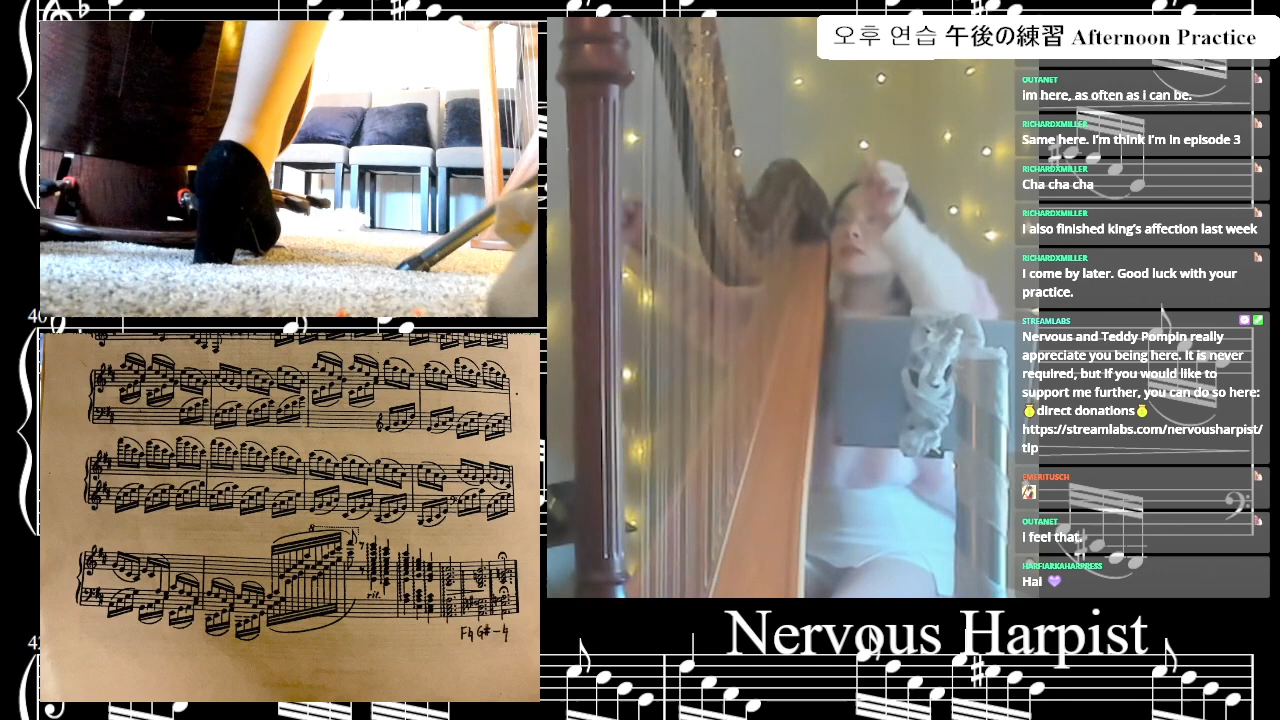 오후 연습 午後の練習 Afternoon Practice
OUTANET
im here, as often as i can be.
RICHARDXMILLER
Same here. I'm think I'm in episode 3
RICHARDXMILLER
Cha cha cha
RICHARDXMILLER
I also finished king's affection last week
RICHARDXMILLER
I come by later. Good luck with your
practice.
STREAMLABS
Nervous and Teddy Pompin really
appreciate you being here. It is never
required, but if you would like to
support me further, you can do so here:
💰direct donations💰
https://streamlabs.com/nervousharpist/
tip
EMERITUSCH
OUTANET
I feel that.
HARFIARKAHARPRESS
Hai 💜
40
rit.
F♮ G# - ♮
Nervous Harpist
42